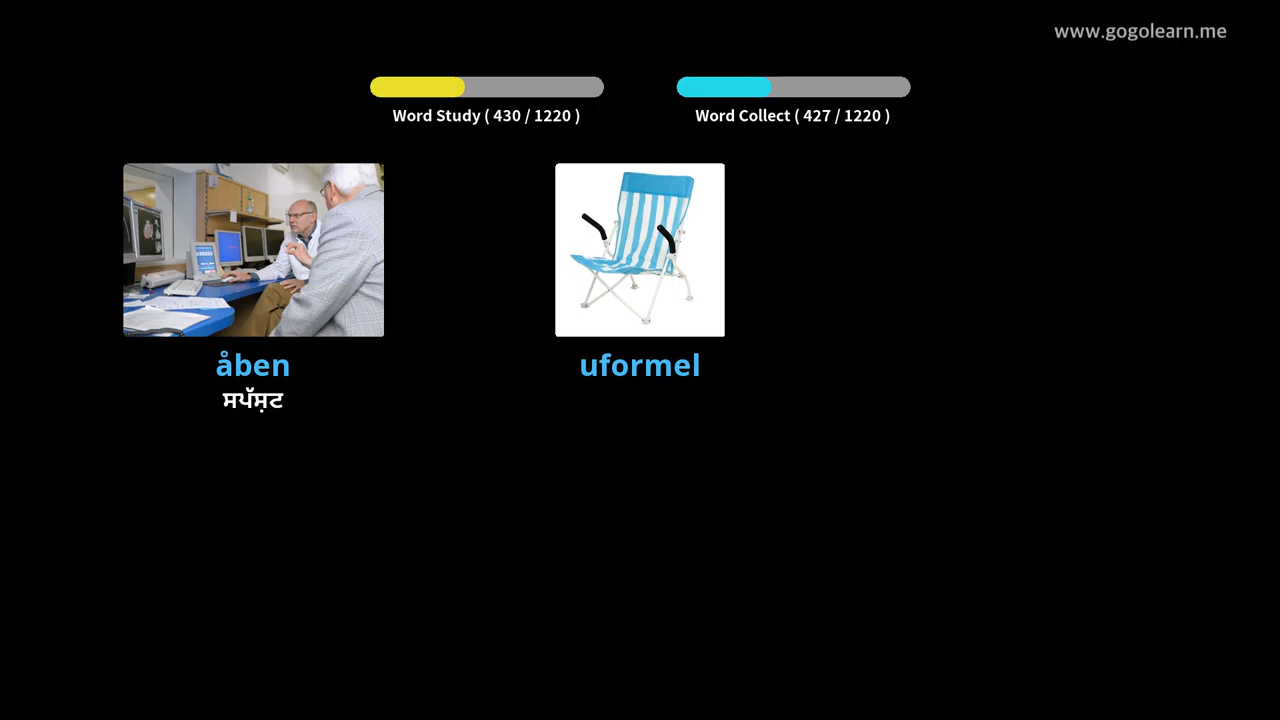 www.gogolearn.me
Word Study ( 430 / 1220 )
Word Collect ( 427 / 1220 )
åben
uformel
ਸਪੱਸ਼ਟ